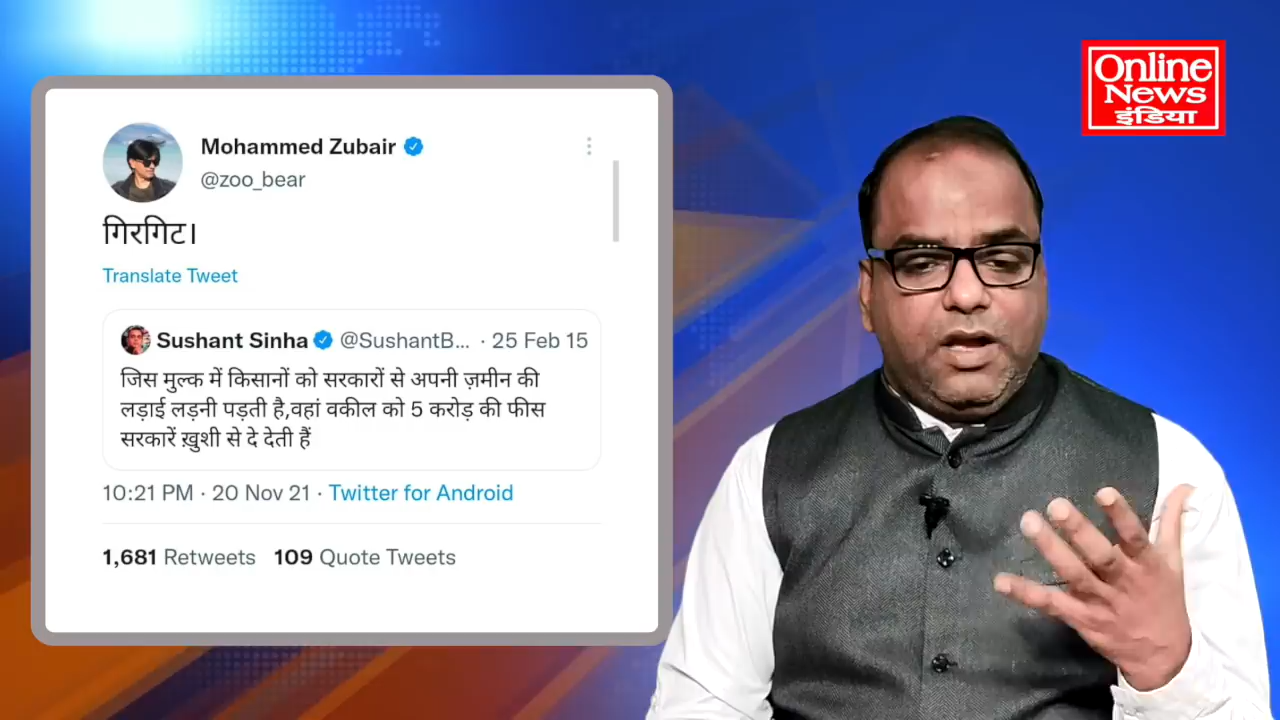 Mohammed Zubair
@zoo_bear
गिरगिट।
Translate Tweet
Sushant Sinha @SushantB... · 25 Feb 15
जिस मुल्क में किसानों को सरकारों से अपनी ज़मीन की
लड़ाई लड़नी पड़ती है,वहां वकील को 5 करोड़ की फीस
सरकारें ख़ुशी से दे देती हैं
10:21 PM · 20 Nov 21 · Twitter for Android
1,681 Retweets 109 Quote Tweets
Online
News
इंडिया